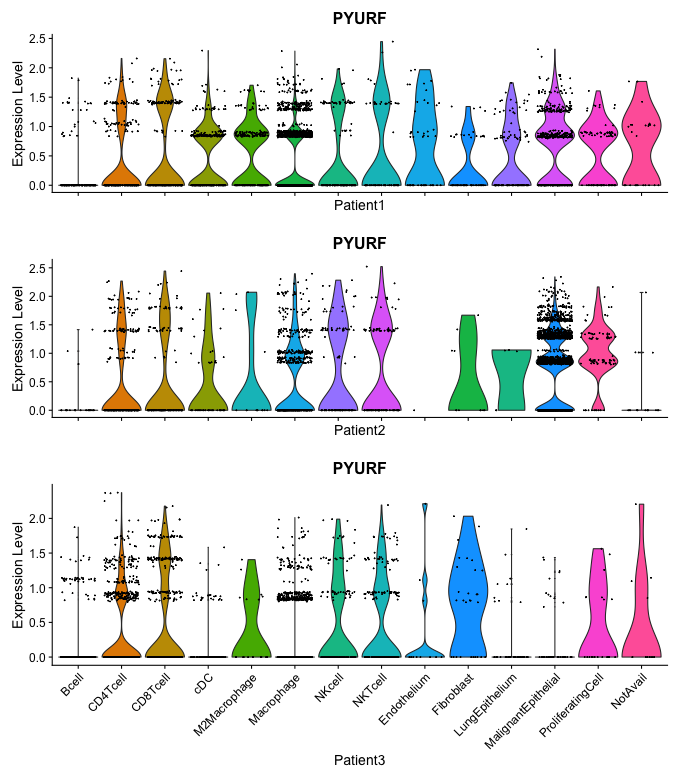 PYURF
Expression Level
2.5
2.0
1.5
1.0
0.5
0.0
Patient1
PYURF
Expression Level
2.5
2.0
1.5
1.0
0.5
0.0
Patient2
PYURF
Expression Level
2.0
1.5
1.0
0.5
0.0
Bcell
CD4Tcell
CD8Tcell
cDC
M2Macrophage
Macrophage
NKcell
NKTcell
Endothelium
Fibroblast
LungEpithelium
MalignantEpithelial
ProliferatingCell
NotAvail
Patient3